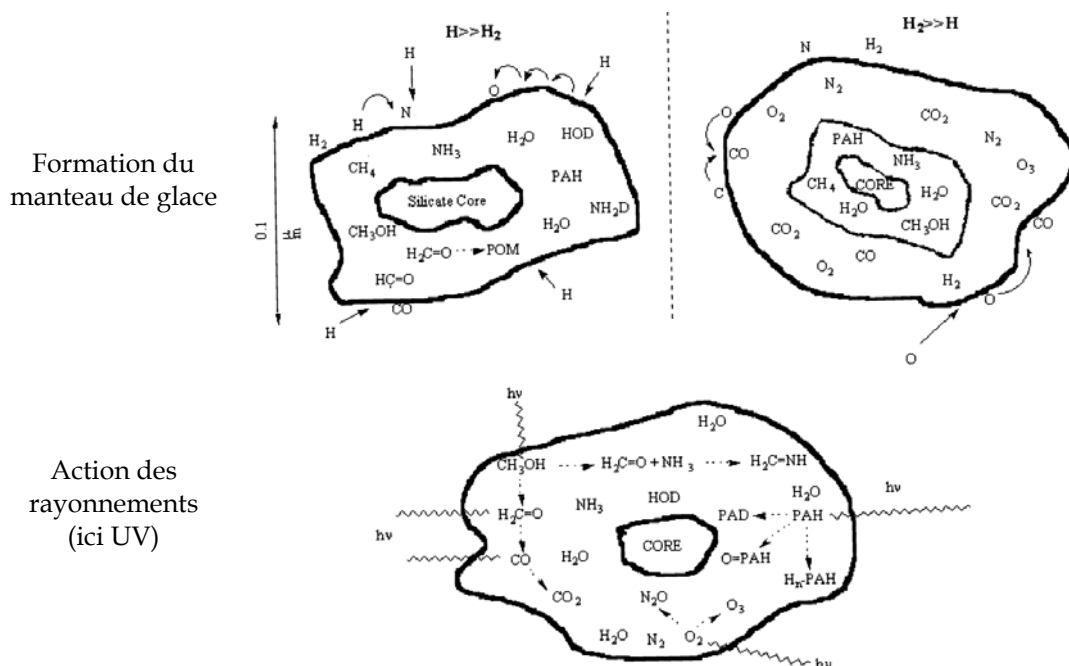 H>>H₂
H
H
O
H
N
H₂
H₂O
HOD
NH₃
CH₄
PAH
Silicate Core
NH₂D
CH₃OH
H₂O
H₂C=O
POM
HC=O
H
CO
H
0.1
μm
Formation du
manteau de glace
H₂>>H
N
H₂
N₂
O
O₂
CO₂
N₂
PAH
CO
NH₃
O₃
CH₄
CORE
H₂O
C
H₂O
CO₂
CH₃OH
CO
CO₂
CO
O₂
H₂
O
O
Action des
rayonnements
(ici UV)
hν
H₂O
CH₃OH
H₂C=O + NH₃
H₂C=NH
H₂O
hν
NH₃
HOD
H₂C=O
PAD
PAH
hν
CORE
CO
H₂O
O=PAH
Hₙ-PAH
CO₂
N₂O
O₃
H₂O
N₂
O₂
hν